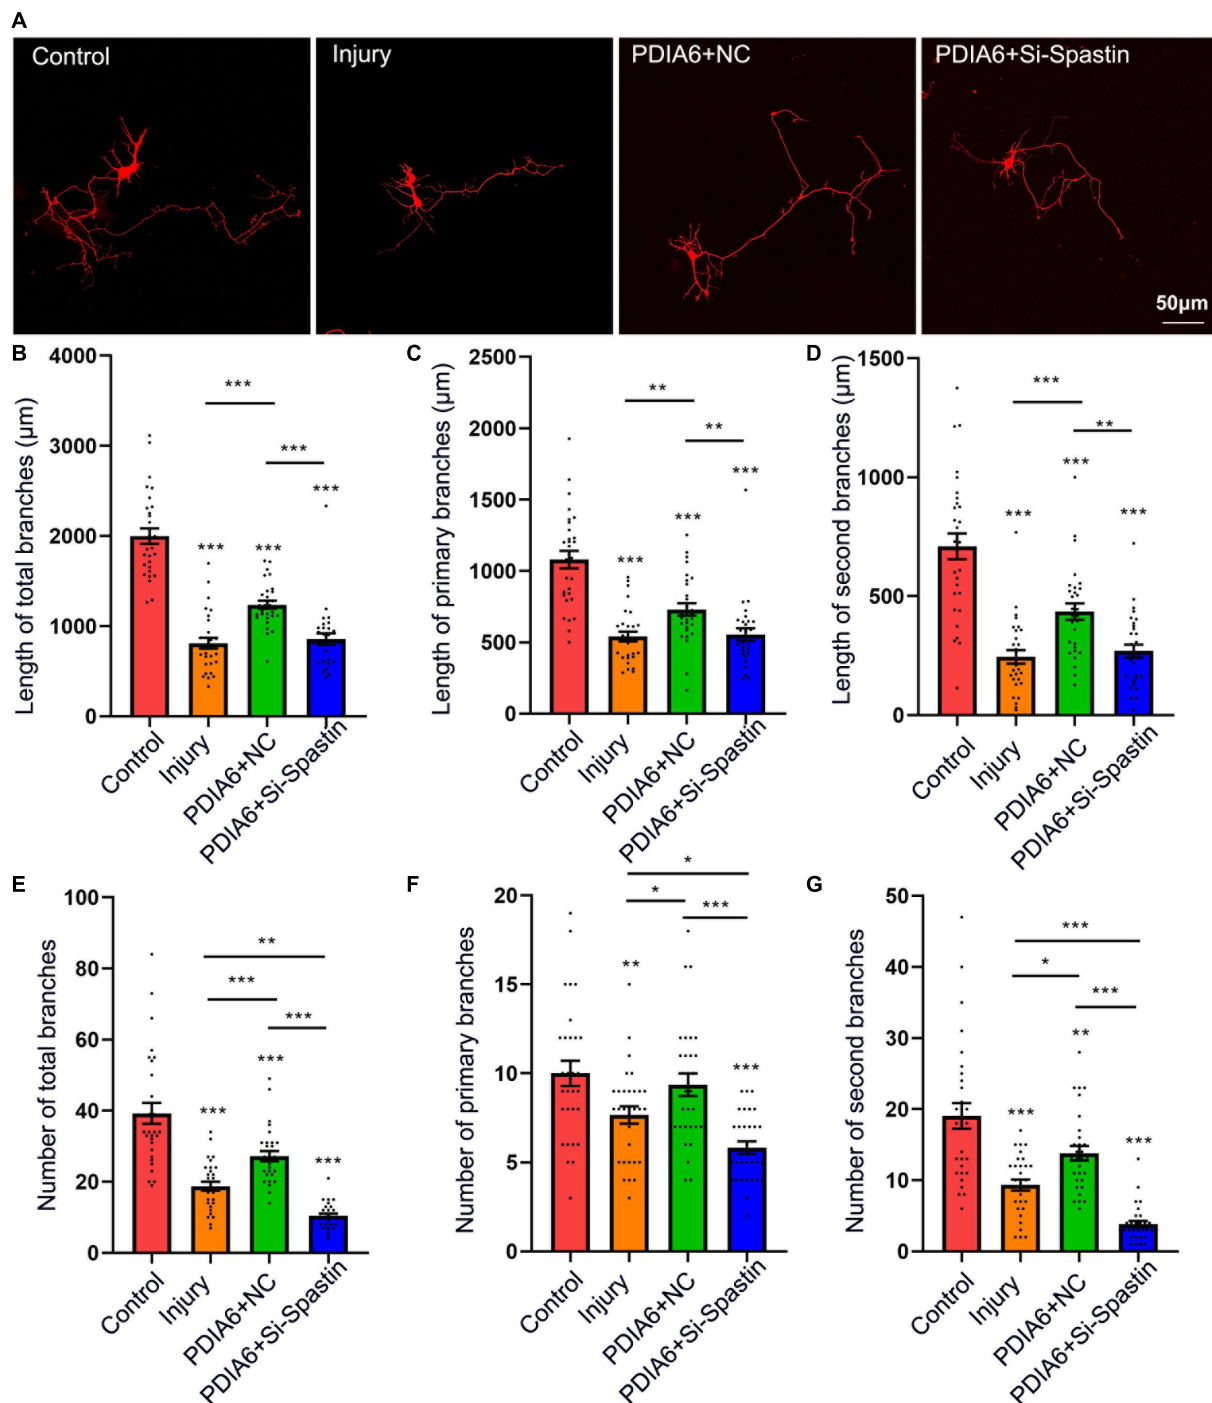 A
Control
Injury
PDIA6+NC
PDIA6+Si-Spastin
50μm
B
Length of total branches (μm)
4000
3000
2000
1000
0
***
***
***
***
***
Control
Injury
PDIA6+NC
PDIA6+Si-Spastin
C
Length of primary branches (μm)
2500
2000
1500
1000
500
0
**
**
***
***
***
Control
Injury
PDIA6+NC
PDIA6+Si-Spastin
D
Length of second branches (μm)
1500
1000
500
0
***
**
***
***
***
Control
Injury
PDIA6+NC
PDIA6+Si-Spastin
E
Number of total branches
100
80
60
40
20
0
**
***
***
***
***
***
Control
Injury
PDIA6+NC
PDIA6+Si-Spastin
F
Number of primary branches
20
15
10
5
0
*
*
***
**
***
Control
Injury
PDIA6+NC
PDIA6+Si-Spastin
G
Number of second branches
50
40
30
20
10
0
***
*
***
**
***
***
Control
Injury
PDIA6+NC
PDIA6+Si-Spastin